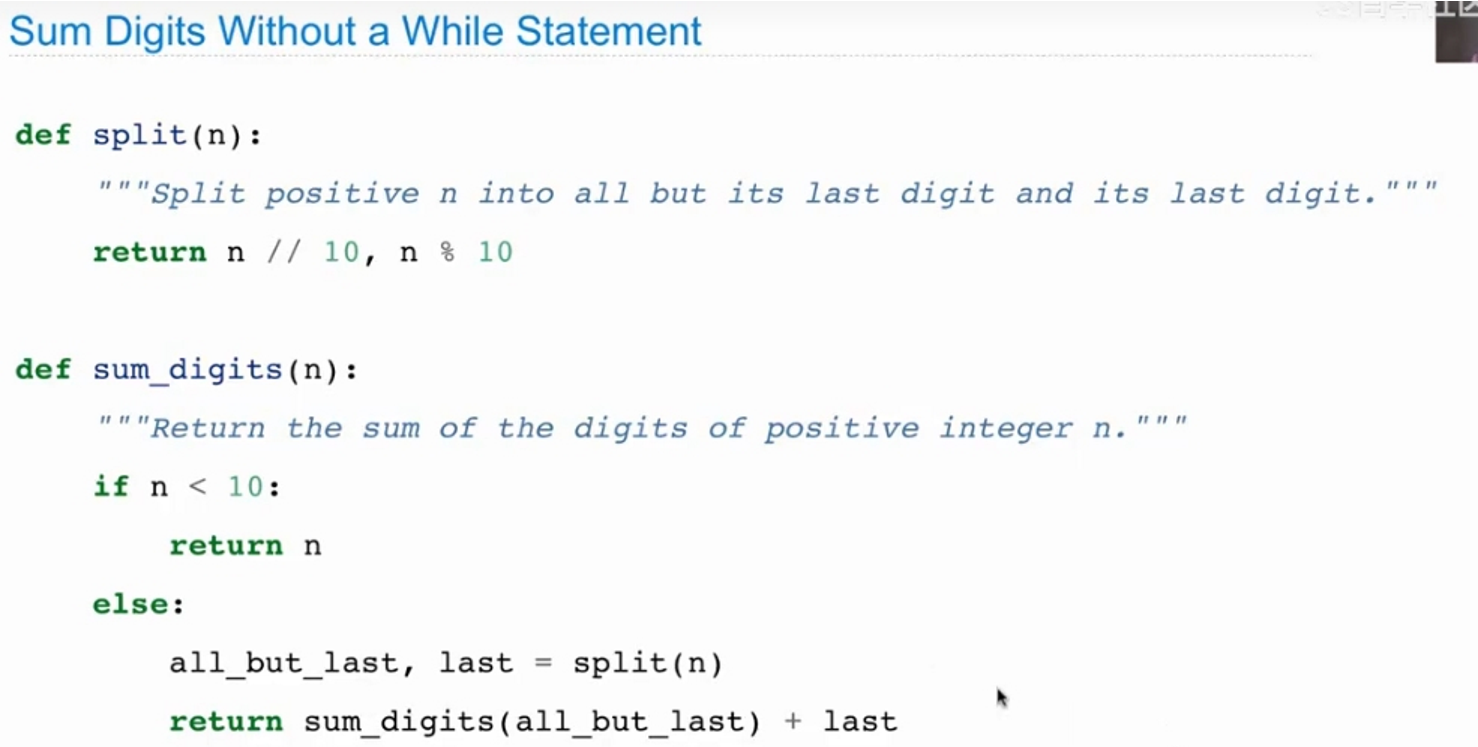 Sum Digits Without a While Statement
def split(n):
    """Split positive n into all but its last digit and its last digit."""
    return n // 10, n % 10
def sum_digits(n):
    """Return the sum of the digits of positive integer n."""
    if n < 10:
        return n
    else:
        all_but_last, last = split(n)
        return sum_digits(all_but_last) + last